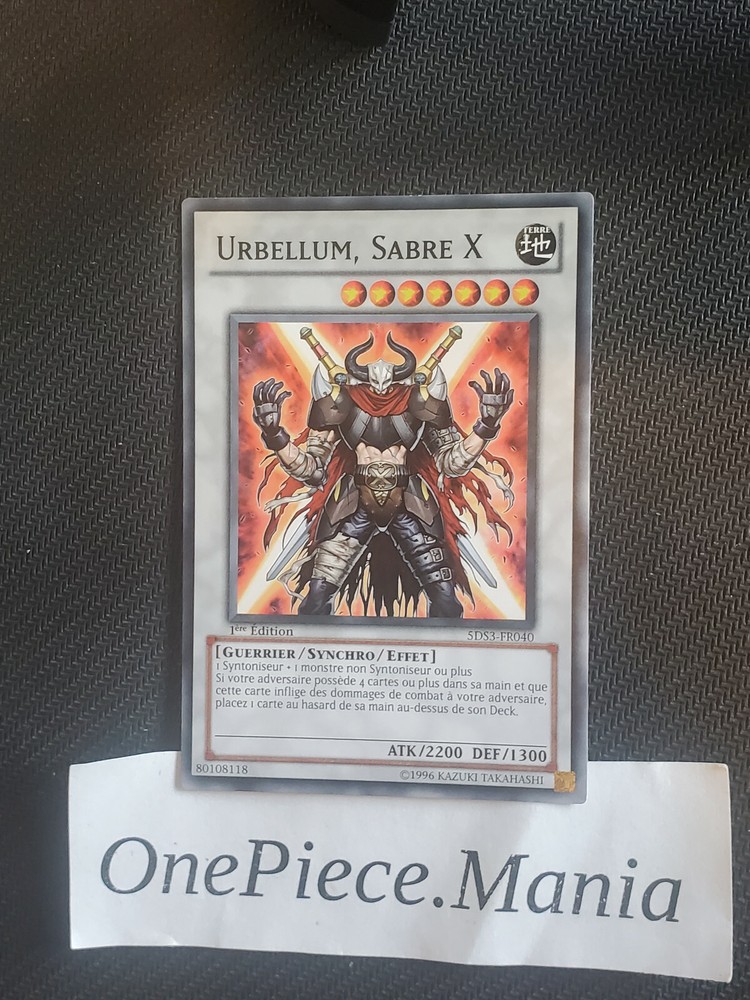 URBELLUM, SABRE X
TERRE
地
1ère Édition
5DS3-FR040
[GUERRIER/SYNCHRO/EFFET]
1 Syntoniseur + 1 monstre non Syntoniseur ou plus
Si votre adversaire possède 4 cartes ou plus dans sa main et que
cette carte inflige des dommages de combat à votre adversaire,
placez 1 carte au hasard de sa main au-dessus de son Deck.
ATK/2200 DEF/1300
80108118
©1996 KAZUKI TAKAHASHI
OnePiece.Mania